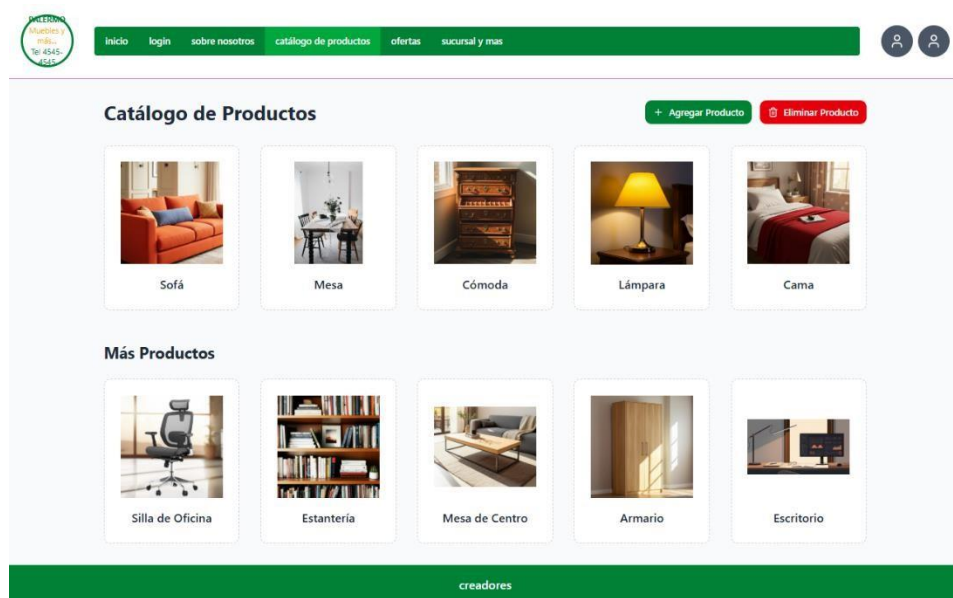 PALERMO
Muebles y
más...
Tel 4545-
4545
inicio login sobre nosotros catálogo de productos ofertas sucursal y mas
Catálogo de Productos
+ Agregar Producto
Eliminar Producto
Sofá
Mesa
Cómoda
Lámpara
Cama
Más Productos
Silla de Oficina
Estantería
Mesa de Centro
Armario
Escritorio
creadores